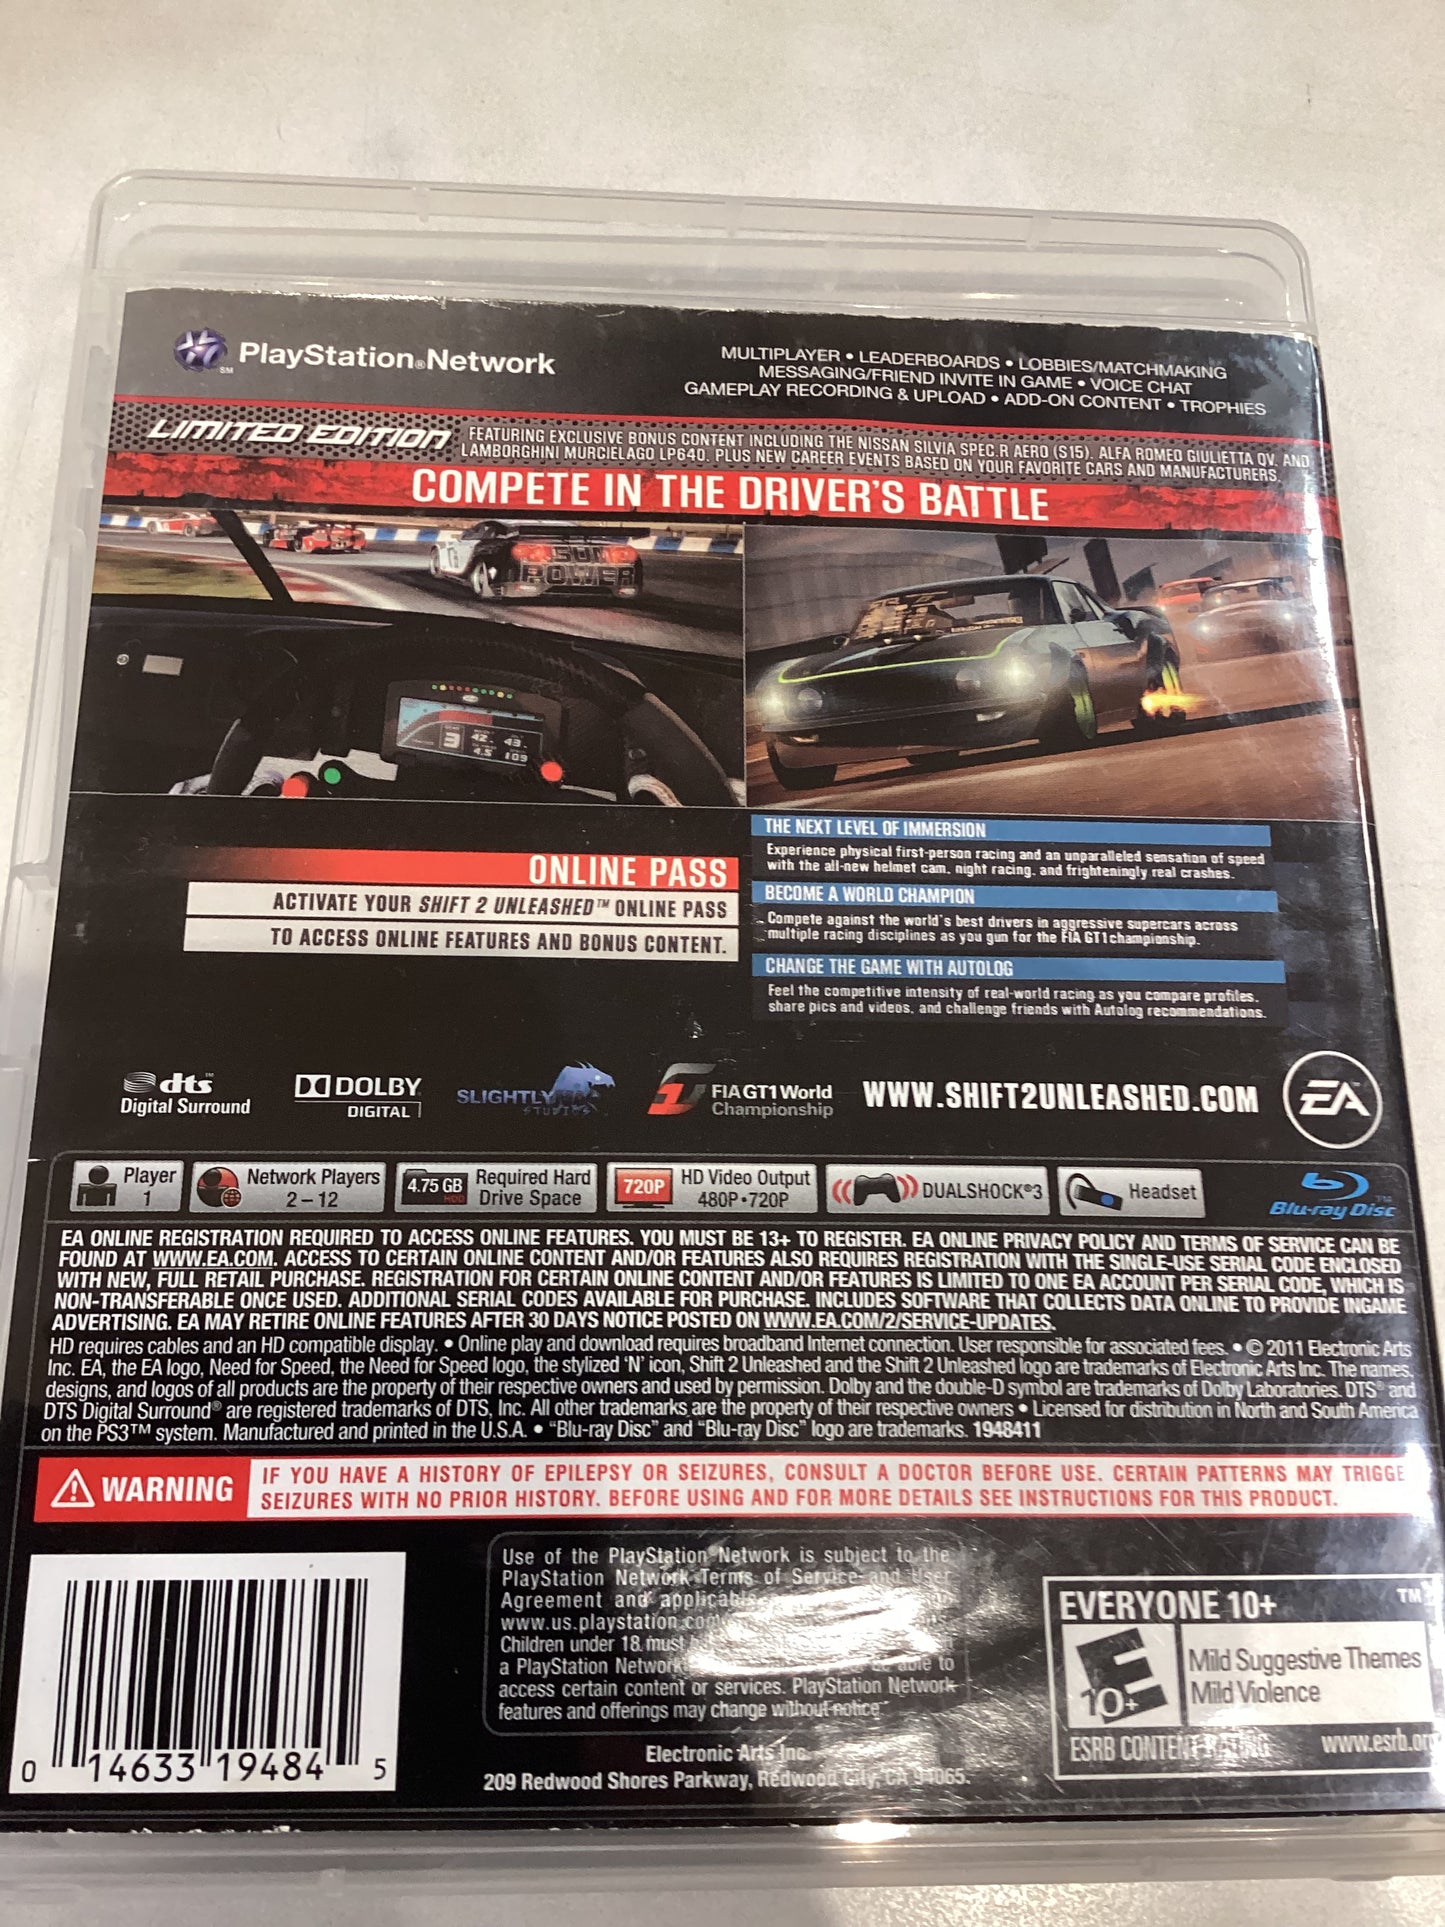 PlayStation®Network
SM
MULTIPLAYER • LEADERBOARDS • LOBBIES/MATCHMAKING
MESSAGING/FRIEND INVITE IN GAME • VOICE CHAT
GAMEPLAY RECORDING & UPLOAD • ADD-ON CONTENT • TROPHIES
LIMITED EDITION
FEATURING EXCLUSIVE BONUS CONTENT INCLUDING THE NISSAN SILVIA SPEC.R AERO (S15), ALFA ROMEO GIULIETTA QV, AND
LAMBORGHINI MURCIELAGO LP640. PLUS NEW CAREER EVENTS BASED ON YOUR FAVORITE CARS AND MANUFACTURERS.
COMPETE IN THE DRIVER'S BATTLE
POWER
3
42
43
4.5
109
ONLINE PASS
ACTIVATE YOUR SHIFT 2 UNLEASHED™ ONLINE PASS
TO ACCESS ONLINE FEATURES AND BONUS CONTENT.
THE NEXT LEVEL OF IMMERSION
Experience physical first-person racing and an unparalleled sensation of speed
with the all-new helmet cam, night racing, and frighteningly real crashes.
BECOME A WORLD CHAMPION
Compete against the world's best drivers in aggressive supercars across
multiple racing disciplines as you gun for the FIA GT1 championship.
CHANGE THE GAME WITH AUTOLOG
Feel the competitive intensity of real-world racing as you compare profiles,
share pics and videos, and challenge friends with Autolog recommendations.
dts™
Digital Surround
DOLBY
DIGITAL
SLIGHTLY
STUDIOS
FIA GT1 World
Championship
WWW.SHIFT2UNLEASHED.COM
EA
Player
1
Network Players
2 – 12
4.75 GB
HDD
Required Hard
Drive Space
720P
HD Video Output
480P • 720P
DUALSHOCK®3
Headset
Blu-ray Disc™
EA ONLINE REGISTRATION REQUIRED TO ACCESS ONLINE FEATURES. YOU MUST BE 13+ TO REGISTER. EA ONLINE PRIVACY POLICY AND TERMS OF SERVICE CAN BE
FOUND AT WWW.EA.COM. ACCESS TO CERTAIN ONLINE CONTENT AND/OR FEATURES ALSO REQUIRES REGISTRATION WITH THE SINGLE-USE SERIAL CODE ENCLOSED
WITH NEW, FULL RETAIL PURCHASE. REGISTRATION FOR CERTAIN ONLINE CONTENT AND/OR FEATURES IS LIMITED TO ONE EA ACCOUNT PER SERIAL CODE, WHICH IS
NON-TRANSFERABLE ONCE USED. ADDITIONAL SERIAL CODES AVAILABLE FOR PURCHASE. INCLUDES SOFTWARE THAT COLLECTS DATA ONLINE TO PROVIDE INGAME
ADVERTISING. EA MAY RETIRE ONLINE FEATURES AFTER 30 DAYS NOTICE POSTED ON WWW.EA.COM/2/SERVICE-UPDATES.
HD requires cables and an HD compatible display. • Online play and download requires broadband Internet connection. User responsible for associated fees. • © 2011 Electronic Arts
Inc. EA, the EA logo, Need for Speed, the Need for Speed logo, the stylized 'N' icon, Shift 2 Unleashed and the Shift 2 Unleashed logo are trademarks of Electronic Arts Inc. The names,
designs, and logos of all products are the property of their respective owners and used by permission. Dolby and the double-D symbol are trademarks of Dolby Laboratories. DTS® and
DTS Digital Surround® are registered trademarks of DTS, Inc. All other trademarks are the property of their respective owners • Licensed for distribution in North and South America
on the PS3™ system. Manufactured and printed in the U.S.A. • "Blu-ray Disc" and "Blu-ray Disc" logo are trademarks. 1948411
WARNING
IF YOU HAVE A HISTORY OF EPILEPSY OR SEIZURES, CONSULT A DOCTOR BEFORE USE. CERTAIN PATTERNS MAY TRIGGE
SEIZURES WITH NO PRIOR HISTORY. BEFORE USING AND FOR MORE DETAILS SEE INSTRUCTIONS FOR THIS PRODUCT.
Use of the PlayStation®Network is subject to the
PlayStation Network Terms of Service and User
Agreement and
www.us.playstation.com
Children under 18 must
a PlayStation Network able to
access certain content or services. PlayStation Network
features and offerings may change without notice.
Electronic Arts Inc.
209 Redwood Shores Parkway, Redwood City, CA 94065.
EVERYONE 10+
™
E
10+
Mild Suggestive Themes
Mild Violence
ESRB CONTENT RATING
www.esrb.or
0 14633 19484 5